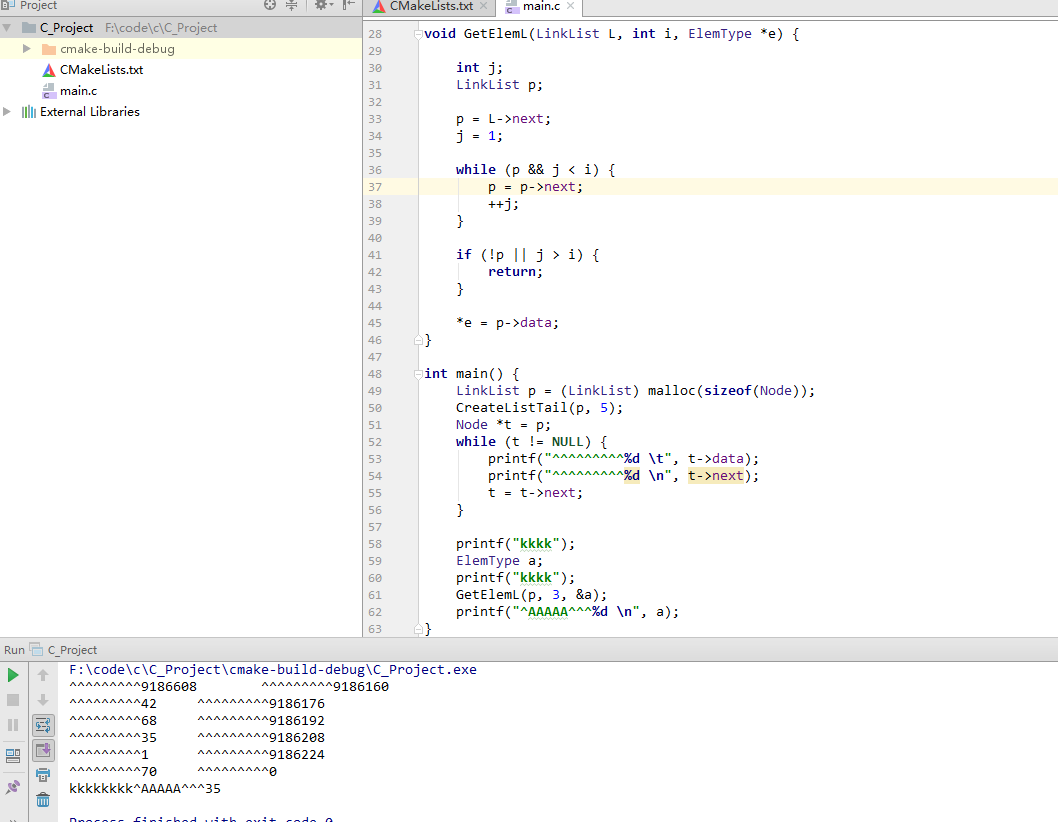 Project
C_Project F:\code\c\C_Project
cmake-build-debug
CMakeLists.txt
main.c
External Libraries
CMakeLists.txt × main.c ×
28 void GetElemL(LinkList L, int i, ElemType *e) {
29
30 int j;
31 LinkList p;
32
33 p = L->next;
34 j = 1;
35
36 while (p && j < i) {
37 p = p->next;
38 ++j;
39 }
40
41 if (!p || j > i) {
42 return;
43 }
44
45 *e = p->data;
46 }
47
48 int main() {
49 LinkList p = (LinkList) malloc(sizeof(Node));
50 CreateListTail(p, 5);
51 Node *t = p;
52 while (t != NULL) {
53 printf("^^^^^^^^^%d \t", t->data);
54 printf("^^^^^^^^^%d \n", t->next);
55 t = t->next;
56 }
57
58 printf("kkkk");
59 ElemType a;
60 printf("kkkk");
61 GetElemL(p, 3, &a);
62 printf("^AAAAA^^^%d \n", a);
63 }
Run C_Project
F:\code\c\C_Project\cmake-build-debug\C_Project.exe
^^^^^^^^^9186608 ^^^^^^^^^9186160
^^^^^^^^^42 ^^^^^^^^^9186176
^^^^^^^^^68 ^^^^^^^^^9186192
^^^^^^^^^35 ^^^^^^^^^9186208
^^^^^^^^^1 ^^^^^^^^^9186224
^^^^^^^^^70 ^^^^^^^^^0
kkkkkkkk^AAAAA^^^35
Process finished with exit code 0